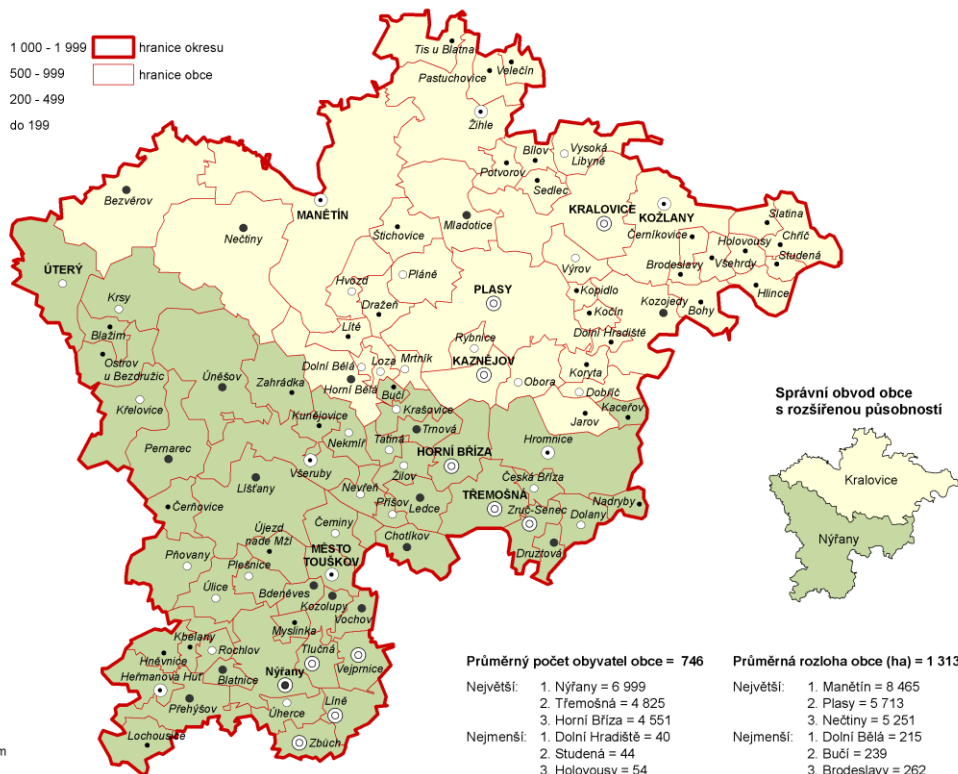 1 000 - 1 999
hranice okresu
500 - 999
hranice obce
200 - 499
do 199
Tis u Blatna
Pastuchovice
Velečín
Žihle
Bílov
Vysoká
Libyně
Potvorov
Sedlec
Bezvěrov
MANĚTÍN
Mladotice
KRALOVICE
KOŽLANY
Slatina
Nečtiny
Štichovice
Černíkovice
Holovousy
Chříč
Studená
Všehrdy
Brodeslavy
Hlince
ÚTERÝ
Hvozd
Pláně
Výrov
Kopidlo
Kozojedy
Bohy
Krsy
Dražeň
PLASY
Kočín
Blažim
Líté
Rybnice
Dolní Hradiště
Ostrov
u Bezdružic
Dolní Bělá
Loza
Mrtník
KAZNĚJOV
Koryta
Úněšov
Zahrádka
Horní Bělá
Bučí
Obora
Dobříč
Křelovice
Krašovice
Jarov
Kaceřov
Kunějovice
Trnová
Hromnice
Nekmíř
Tatiná
HORNÍ BŘÍZA
Pernarec
Všeruby
Žilov
Česká Bříza
Líšťany
Nevřeň
Příšov
Ledce
TŘEMOŠNÁ
Zruč-Senec
Nadryby
Dolany
Černovice
Čeminy
Újezd
nade Mží
Chotíkov
Druztová
MĚSTO
TOUŠKOV
Pňovany
Plešnice
Úlice
Bdeněves
Kozolupy
Vochov
Myslinka
Kbelany
Rochlov
Tlučná
Vejprnice
Hněvnice
Heřmanova Huť
Blatnice
Nýřany
Přehýšov
Úherce
Líně
Lochousice
Zbůch
Správní obvod obce
s rozšířenou působností
Kralovice
Nýřany
Průměrný počet obyvatel obce = 746
Největší: 1. Nýřany = 6 999
2. Třemošná = 4 825
3. Horní Bříza = 4 551
Nejmenší: 1. Dolní Hradiště = 40
2. Studená = 44
3. Holovousy = 54
Průměrná rozloha obce (ha) = 1 313
Největší: 1. Manětín = 8 465
2. Plasy = 5 713
3. Nečtiny = 5 251
Nejmenší: 1. Dolní Bělá = 215
2. Bučí = 239
3. Brodeslavy = 262
m